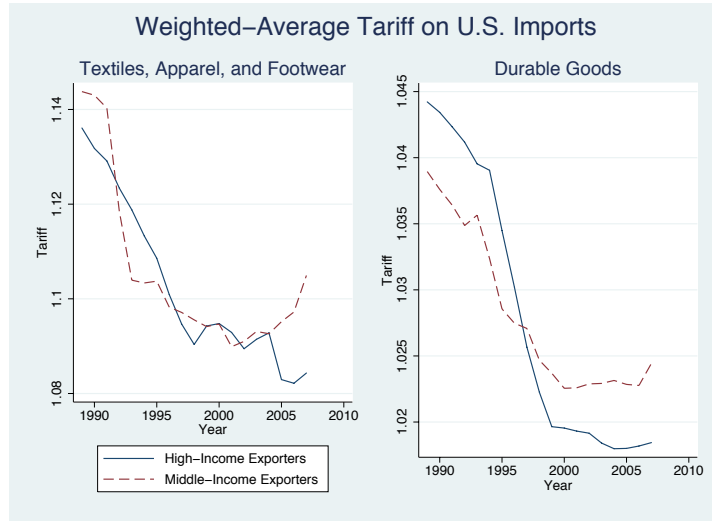 Weighted−Average Tariff on U.S. Imports
Textiles, Apparel, and Footwear
1.14
1.12
1.1
1.08
Tariff
1990 1995 2000 2005 2010
Year
High−Income Exporters
Middle−Income Exporters
Durable Goods
1.045
1.04
1.035
1.03
1.025
1.02
Tariff
1990 1995 2000 2005 2010
Year